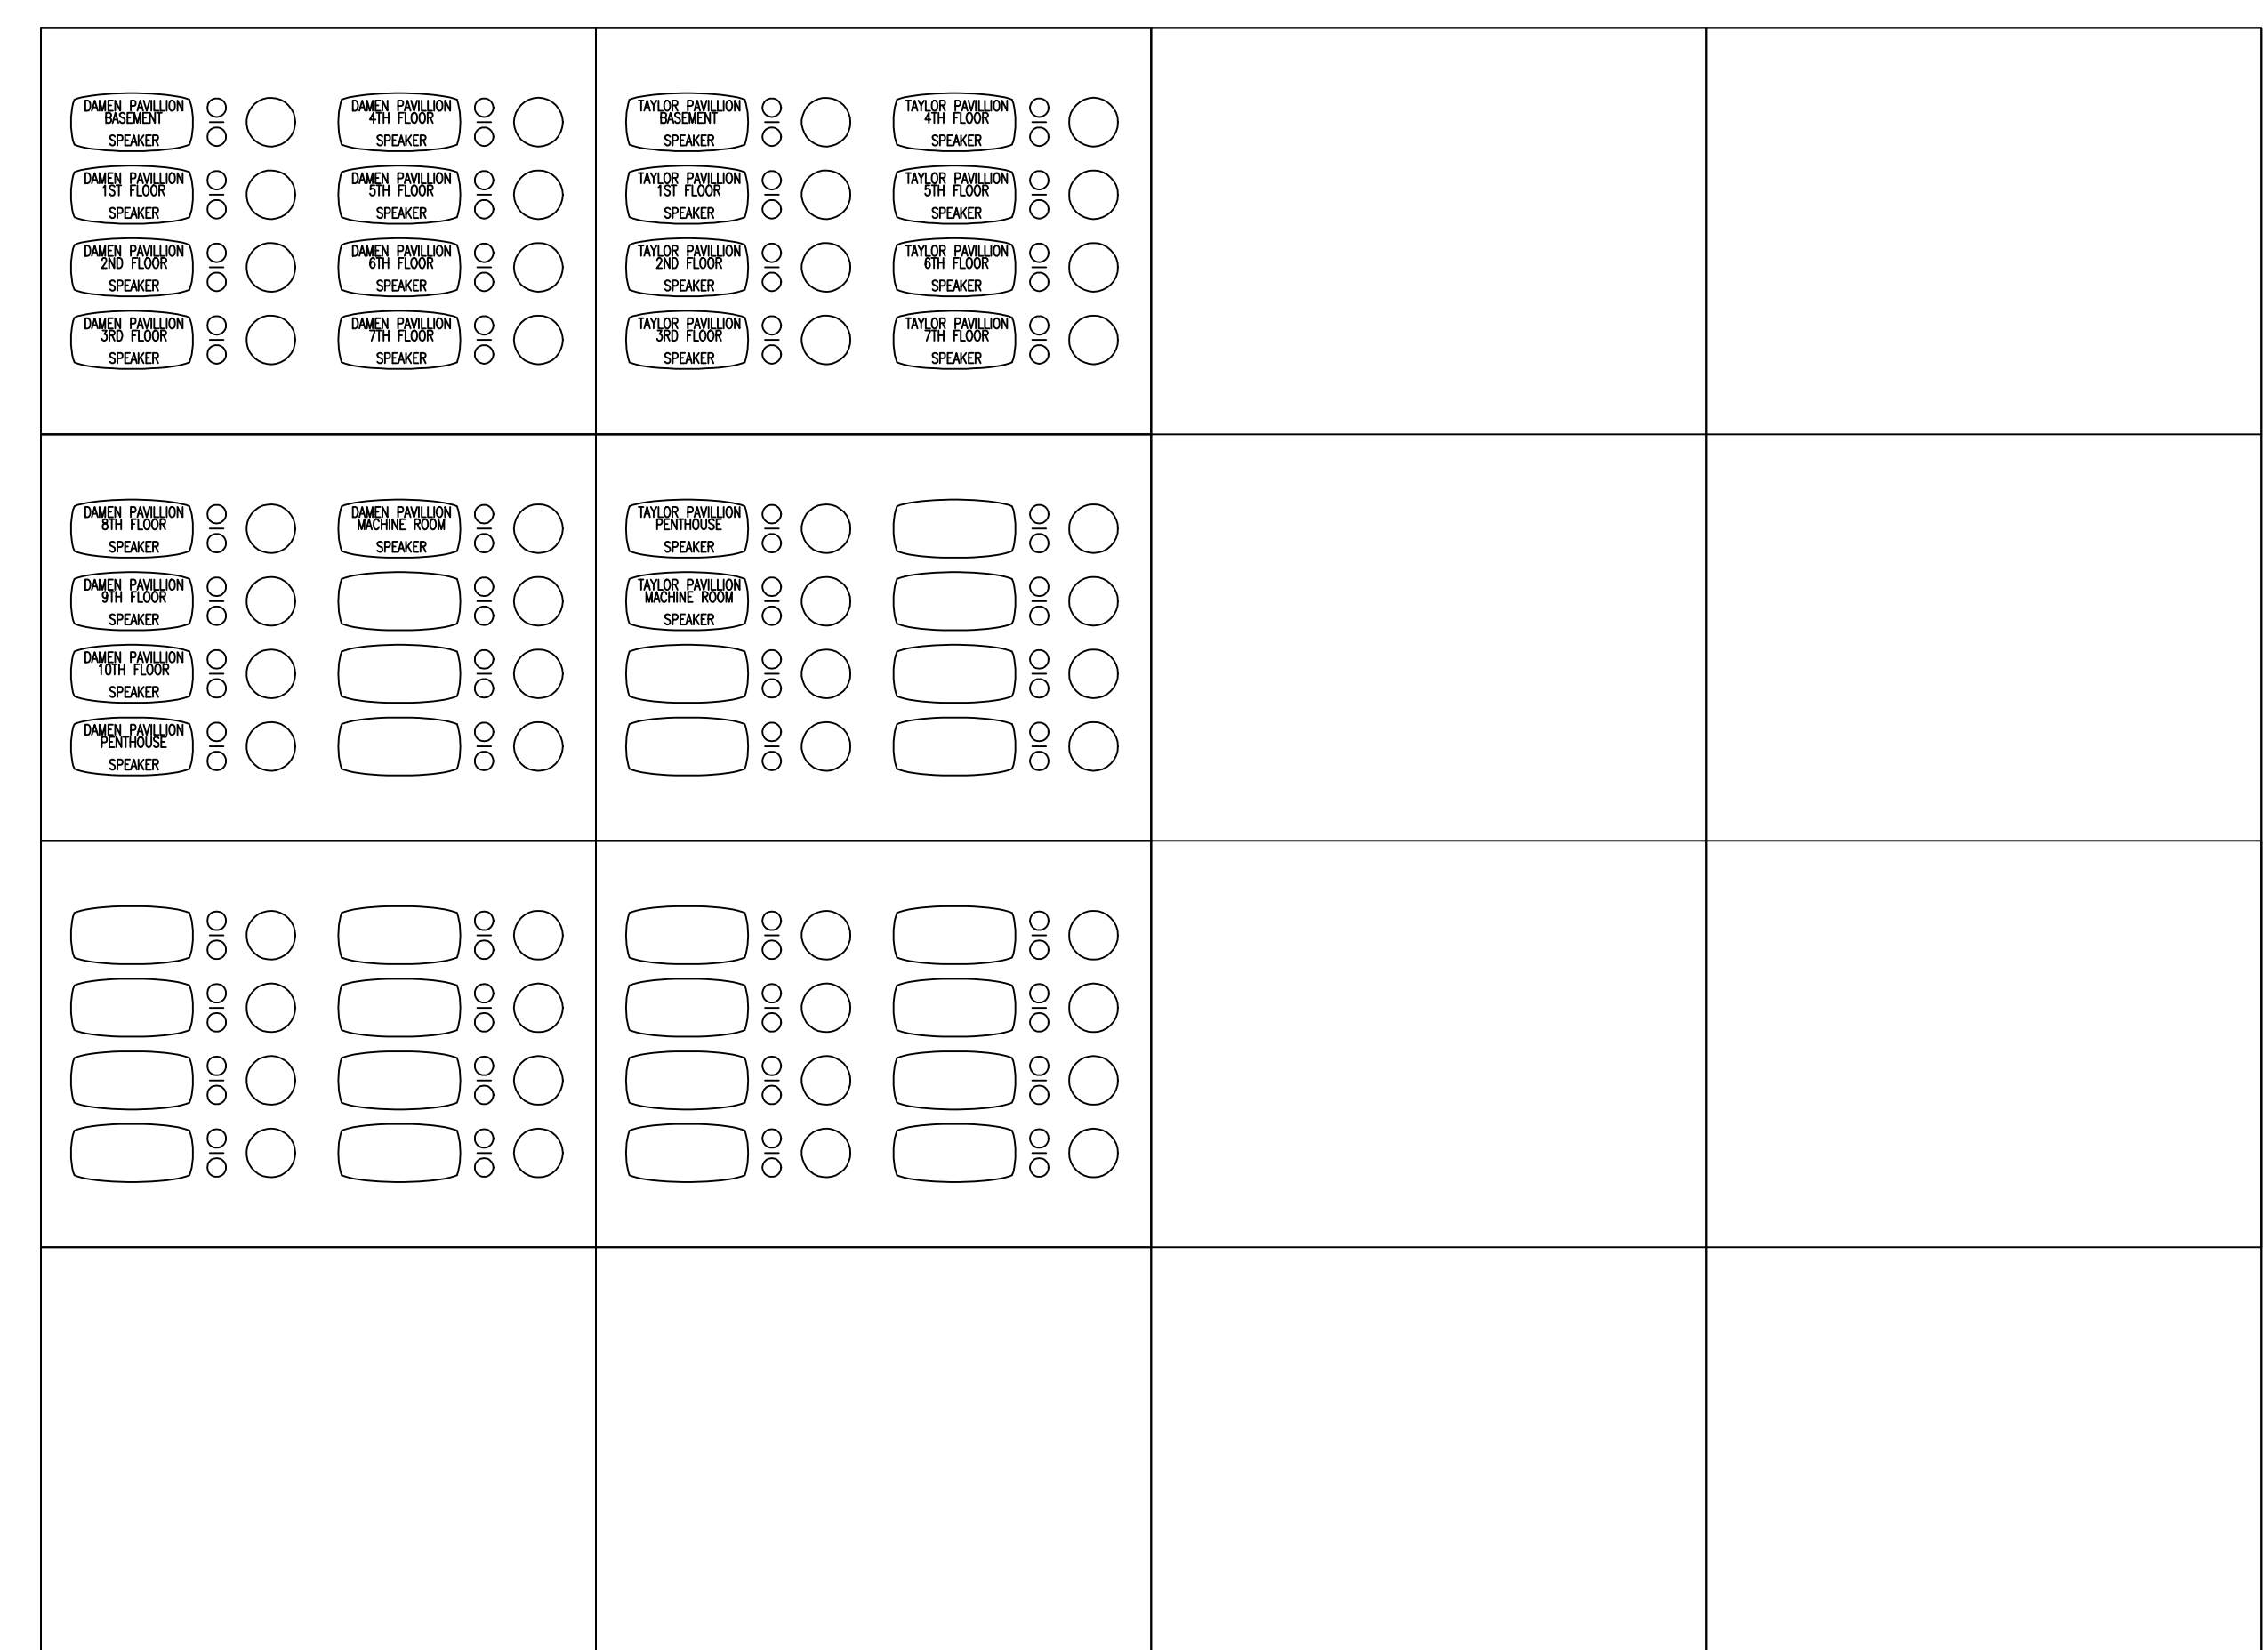 DAMEN PAVILLION
BASEMENT
SPEAKER
DAMEN PAVILLION
1ST FLOOR
SPEAKER
DAMEN PAVILLION
2ND FLOOR
SPEAKER
DAMEN PAVILLION
3RD FLOOR
SPEAKER
DAMEN PAVILLION
4TH FLOOR
SPEAKER
DAMEN PAVILLION
5TH FLOOR
SPEAKER
DAMEN PAVILLION
6TH FLOOR
SPEAKER
DAMEN PAVILLION
7TH FLOOR
SPEAKER
TAYLOR PAVILLION
BASEMENT
SPEAKER
TAYLOR PAVILLION
1ST FLOOR
SPEAKER
TAYLOR PAVILLION
2ND FLOOR
SPEAKER
TAYLOR PAVILLION
3RD FLOOR
SPEAKER
TAYLOR PAVILLION
4TH FLOOR
SPEAKER
TAYLOR PAVILLION
5TH FLOOR
SPEAKER
TAYLOR PAVILLION
6TH FLOOR
SPEAKER
TAYLOR PAVILLION
7TH FLOOR
SPEAKER
DAMEN PAVILLION
8TH FLOOR
SPEAKER
DAMEN PAVILLION
9TH FLOOR
SPEAKER
DAMEN PAVILLION
10TH FLOOR
SPEAKER
DAMEN PAVILLION
PENTHOUSE
SPEAKER
DAMEN PAVILLION
MACHINE ROOM
SPEAKER
TAYLOR PAVILLION
PENTHOUSE
SPEAKER
TAYLOR PAVILLION
MACHINE ROOM
SPEAKER